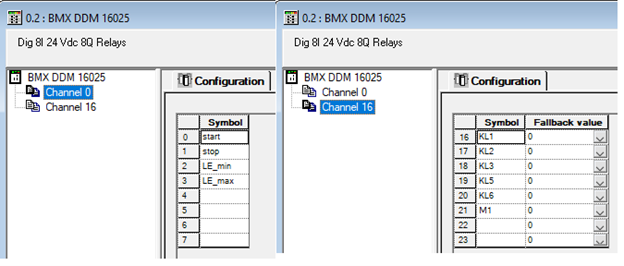 0.2 : BMX DDM 16025
Dig 8I 24 Vdc 8Q Relays
BMX DDM 16025
Channel 0
Channel 16
Configuration
Symbol
0 start
1 stop
2 LE_min
3 LE_max
4
5
6
7
0.2 : BMX DDM 16025
Dig 8I 24 Vdc 8Q Relays
BMX DDM 16025
Channel 0
Channel 16
Configuration
Symbol Fallback value
16 KL1 0
17 KL2 0
18 KL3 0
19 KL5 0
20 KL6 0
21 M1 0
22 0
23 0